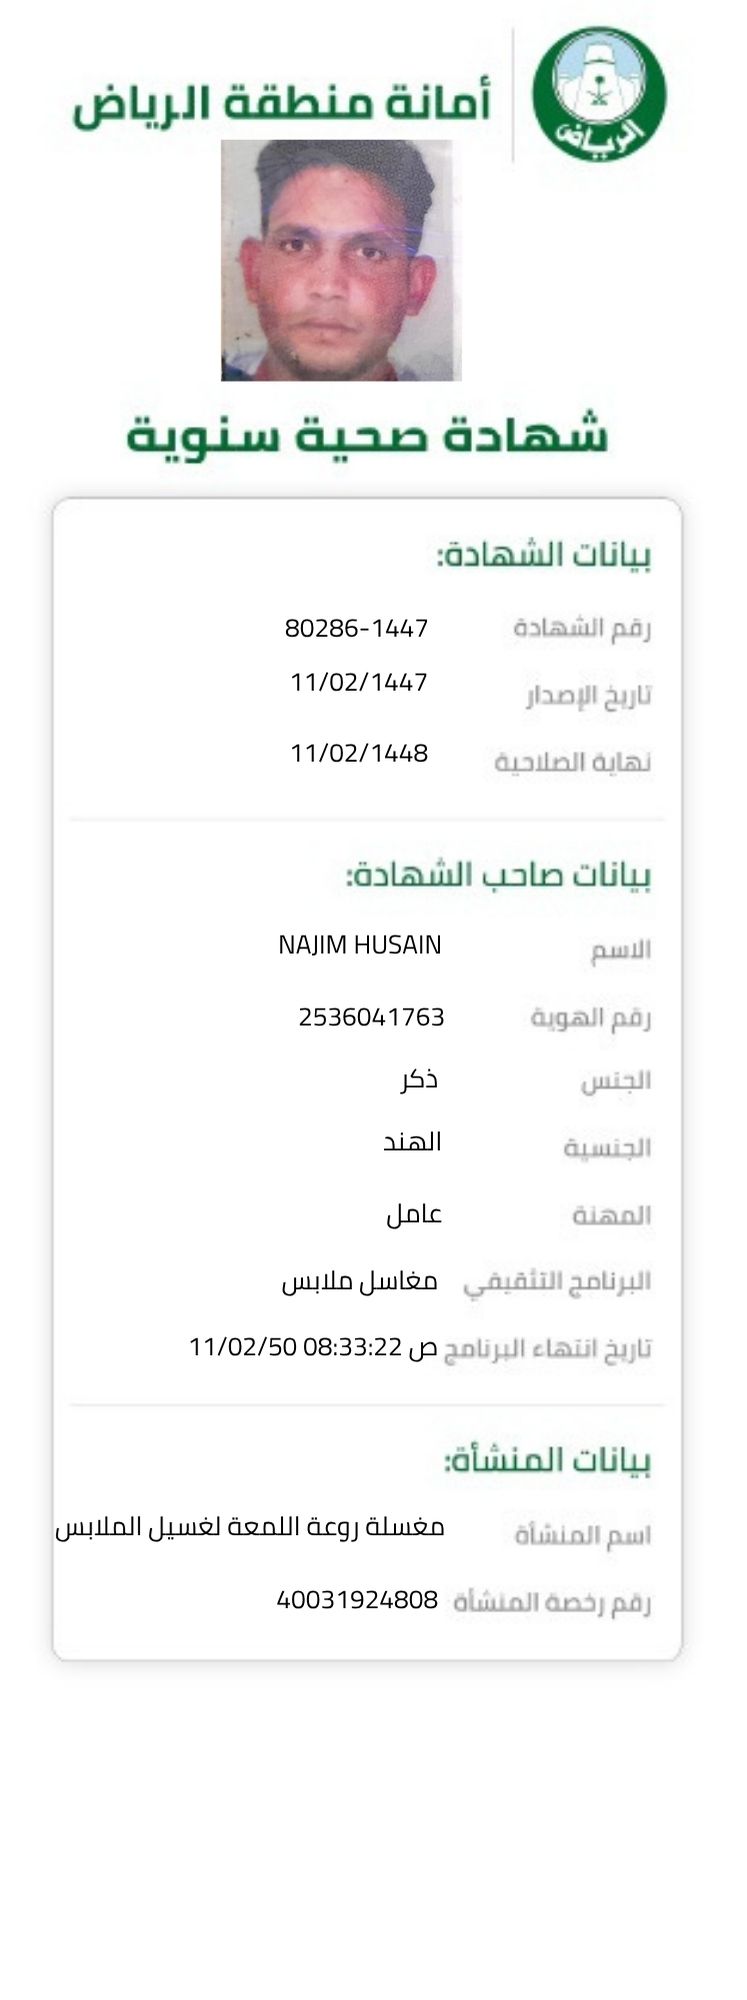 أمانة منطقة الرياض
الرياض
شهادة صحية سنوية
بيانات الشهادة:
رقم الشهادة 80286-1447
تاريخ الإصدار 11/02/1447
نهاية الصلاحية 11/02/1448
بيانات صاحب الشهادة:
الاسم NAJIM HUSAIN
رقم الهوية 2536041763
الجنس ذكر
الجنسية الهند
المهنة عامل
البرنامج التثقيفي مغاسل ملابس
تاريخ انتهاء البرنامج ص 08:33:22 11/02/50
بيانات المنشأة:
اسم المنشأة مغسلة روعة اللمعة لغسيل الملابس
رقم رخصة المنشأة 40031924808